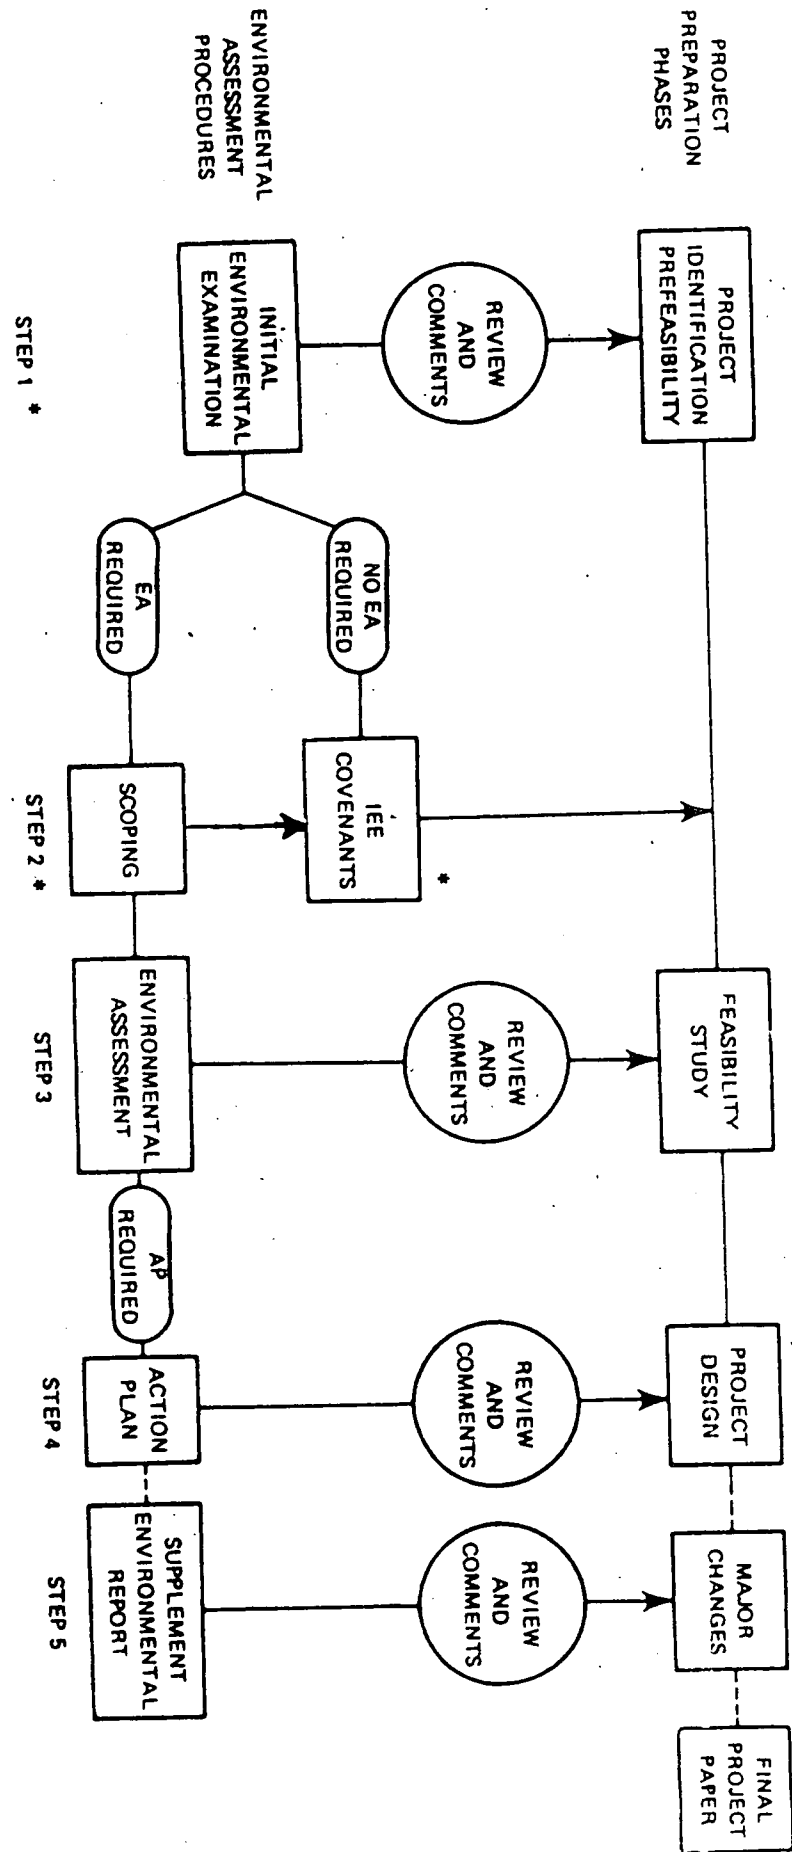 PROJECT
PREPARATION
PHASES
PROJECT
IDENTIFICATION
PREFEASIBILITY
FEASIBILITY
STUDY
PROJECT
DESIGN
MAJOR
CHANGES
FINAL
PROJECT
PAPER
REVIEW
AND
COMMENTS
REVIEW
AND
COMMENTS
REVIEW
AND
COMMENTS
REVIEW
AND
COMMENTS
NO EA
REQUIRED
IEE
COVENANTS
*
ENVIRONMENTAL
ASSESSMENT
PROCEDURES
INITIAL
ENVIRONMENTAL
EXAMINATION
EA
REQUIRED
SCOPING
ENVIRONMENTAL
ASSESSMENT
AP
REQUIRED
ACTION
PLAN
SUPPLEMENT
ENVIRONMENTAL
REPORT
STEP 1 *
STEP 2 *
STEP 3
STEP 4
STEP 5